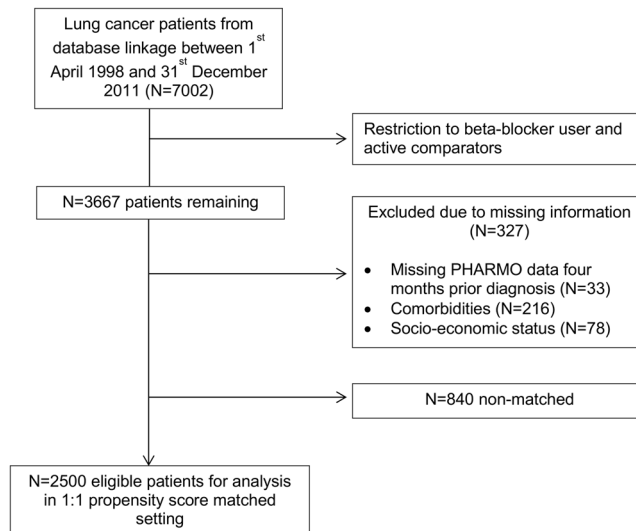 Lung cancer patients from
database linkage between 1st
April 1998 and 31st December
2011 (N=7002)
Restriction to beta-blocker user and
active comparators
N=3667 patients remaining
Excluded due to missing information
(N=327)
• Missing PHARMO data four
months prior diagnosis (N=33)
• Comorbidities (N=216)
• Socio-economic status (N=78)
N=840 non-matched
N=2500 eligible patients for analysis
in 1:1 propensity score matched
setting